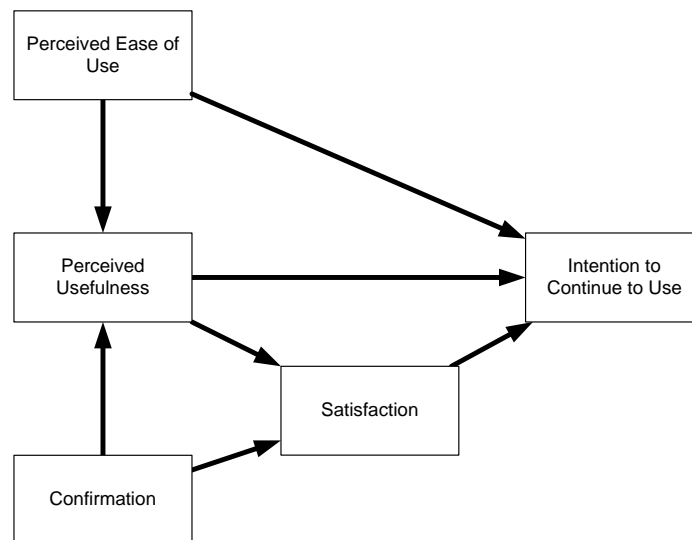 Perceived Ease of
Use
Perceived
Usefulness
Intention to
Continue to Use
Satisfaction
Confirmation